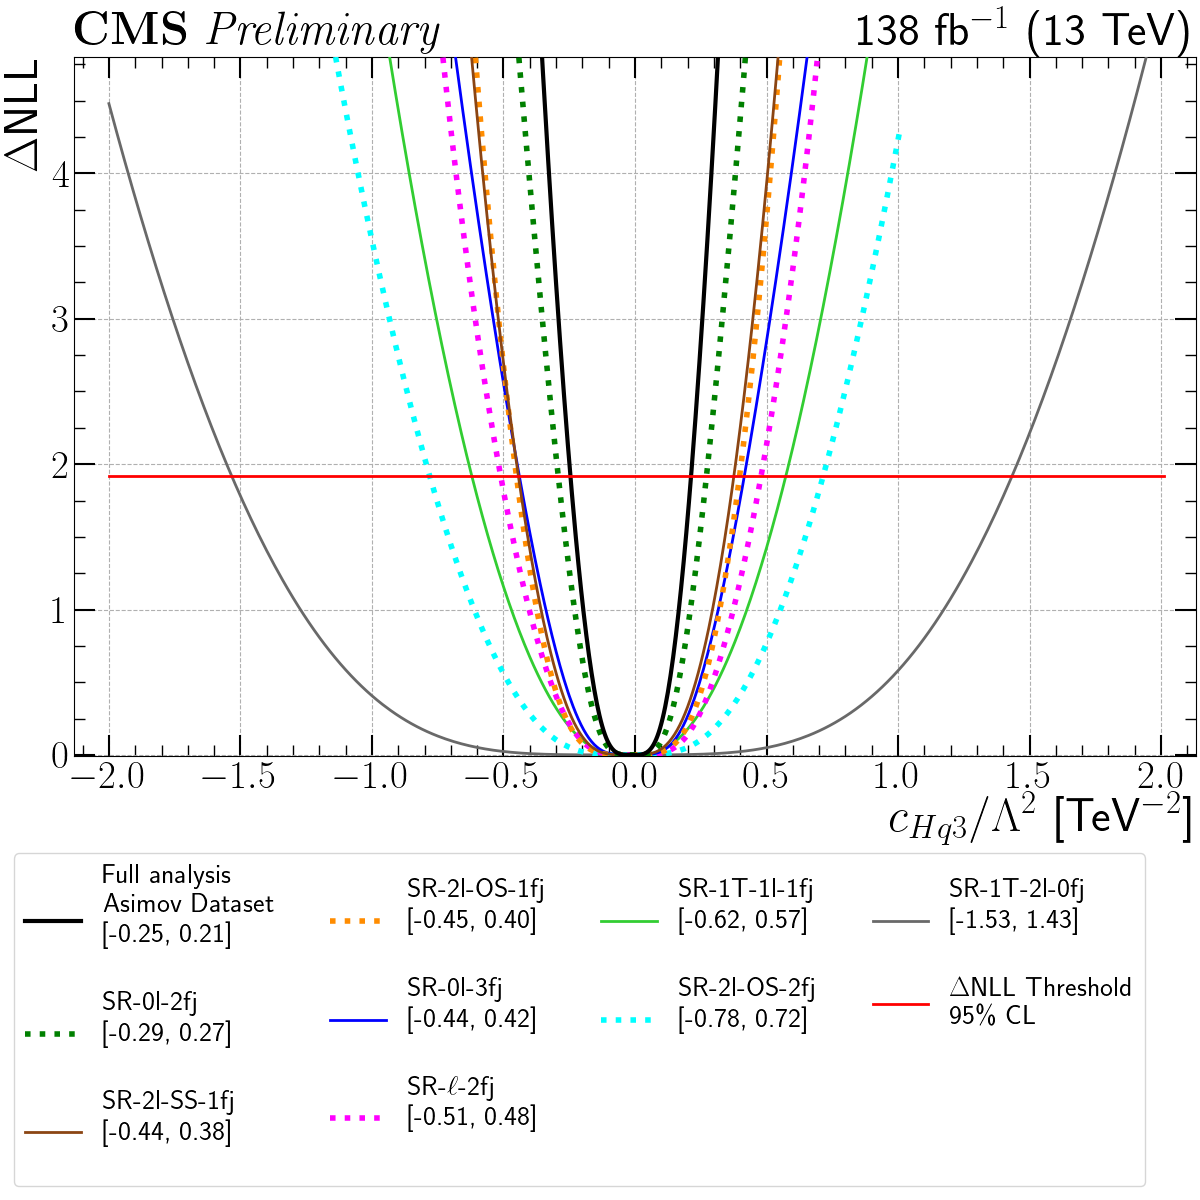 CMS Preliminary 138 fb⁻¹ (13 TeV)
ΔNLL
4
3
2
1
0
−2.0 −1.5 −1.0 −0.5 0.0 0.5 1.0 1.5 2.0
c_{Hq3}/Λ² [TeV⁻²]
Full analysis
Asimov Dataset
[-0.25, 0.21]
SR-0l-2fj
[-0.29, 0.27]
SR-2l-SS-1fj
[-0.44, 0.38]
SR-2l-OS-1fj
[-0.45, 0.40]
SR-0l-3fj
[-0.44, 0.42]
SR-ℓ-2fj
[-0.51, 0.48]
SR-1T-1l-1fj
[-0.62, 0.57]
SR-2l-OS-2fj
[-0.78, 0.72]
SR-1T-2l-0fj
[-1.53, 1.43]
ΔNLL Threshold
95% CL